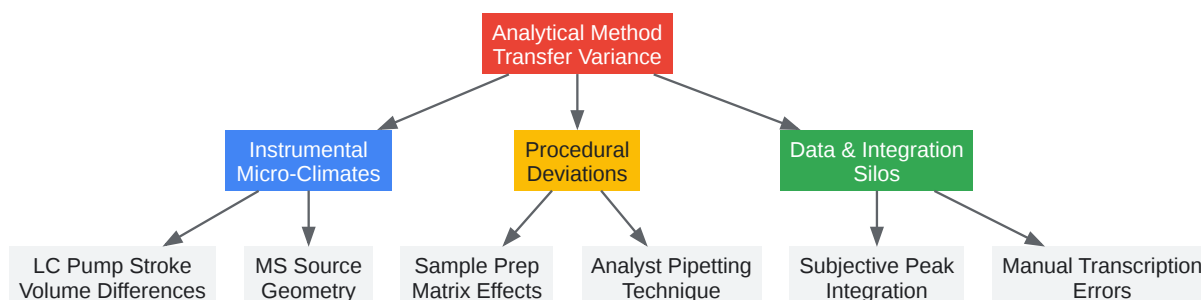 Analytical Method
Transfer Variance
Instrumental
Micro-Climates
Procedural
Deviations
Data & Integration
Silos
LC Pump Stroke
Volume Differences
MS Source
Geometry
Sample Prep
Matrix Effects
Analyst Pipetting
Technique
Subjective Peak
Integration
Manual Transcription
Errors